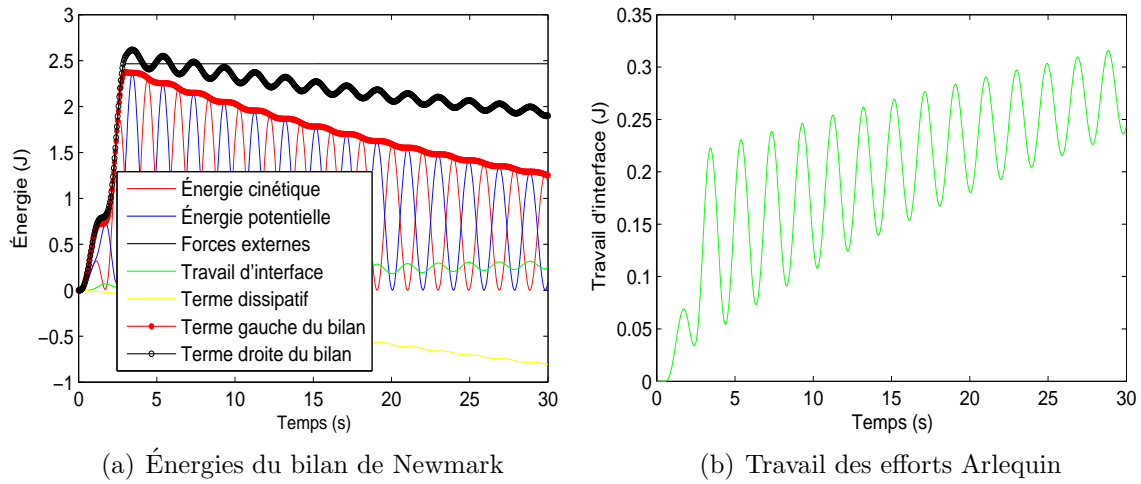 3
2.5
2
1.5
1
0.5
0
−0.5
−1
0
5
10
15
20
25
30
Énergie (J)
Temps (s)
Énergie cinétique
Énergie potentielle
Forces externes
Travail d'interface
Terme dissipatif
Terme gauche du bilan
Terme droite du bilan
(a) Énergies du bilan de Newmark
0.35
0.3
0.25
0.2
0.15
0.1
0.05
0
0
5
10
15
20
25
30
Travail d'interface (J)
Temps (s)
(b) Travail des efforts Arlequin